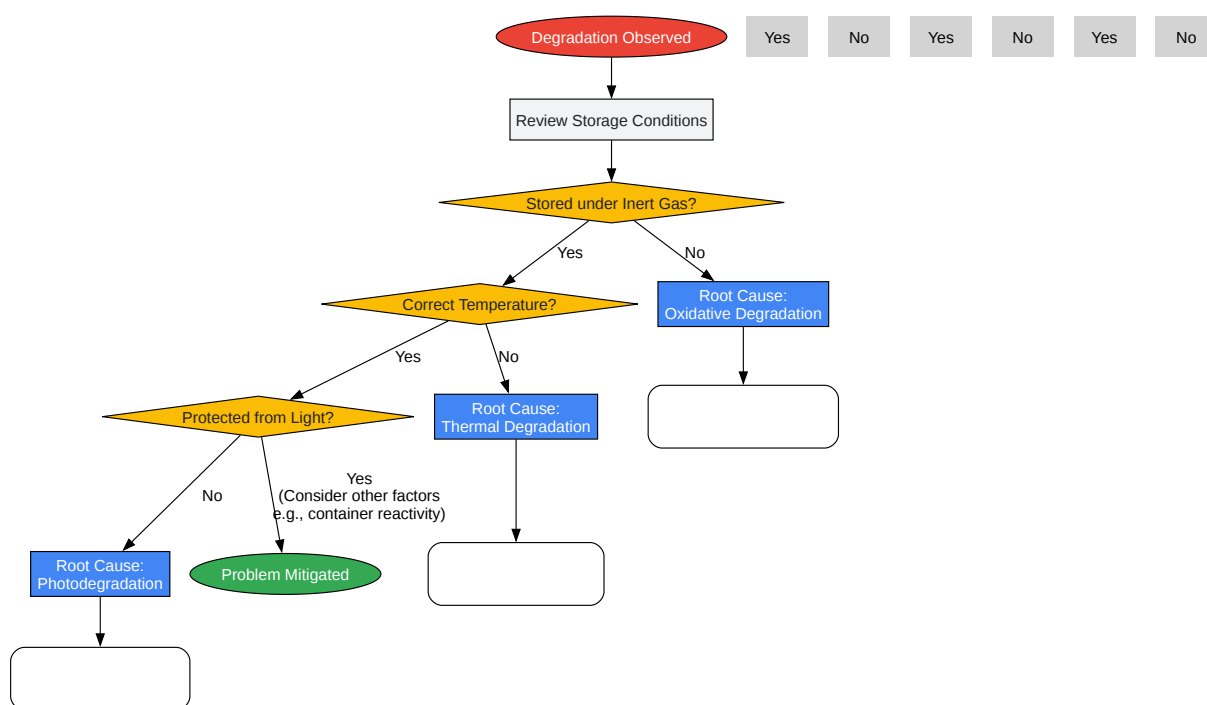 Degradation Observed
Yes
No
Yes
No
Yes
No
Review Storage Conditions
Stored under Inert Gas?
Yes
No
Correct Temperature?
Root Cause:
Oxidative Degradation
Yes
No
Protected from Light?
Root Cause:
Thermal Degradation
No
Yes
(Consider other factors
e.g., container reactivity)
Root Cause:
Photodegradation
Problem Mitigated